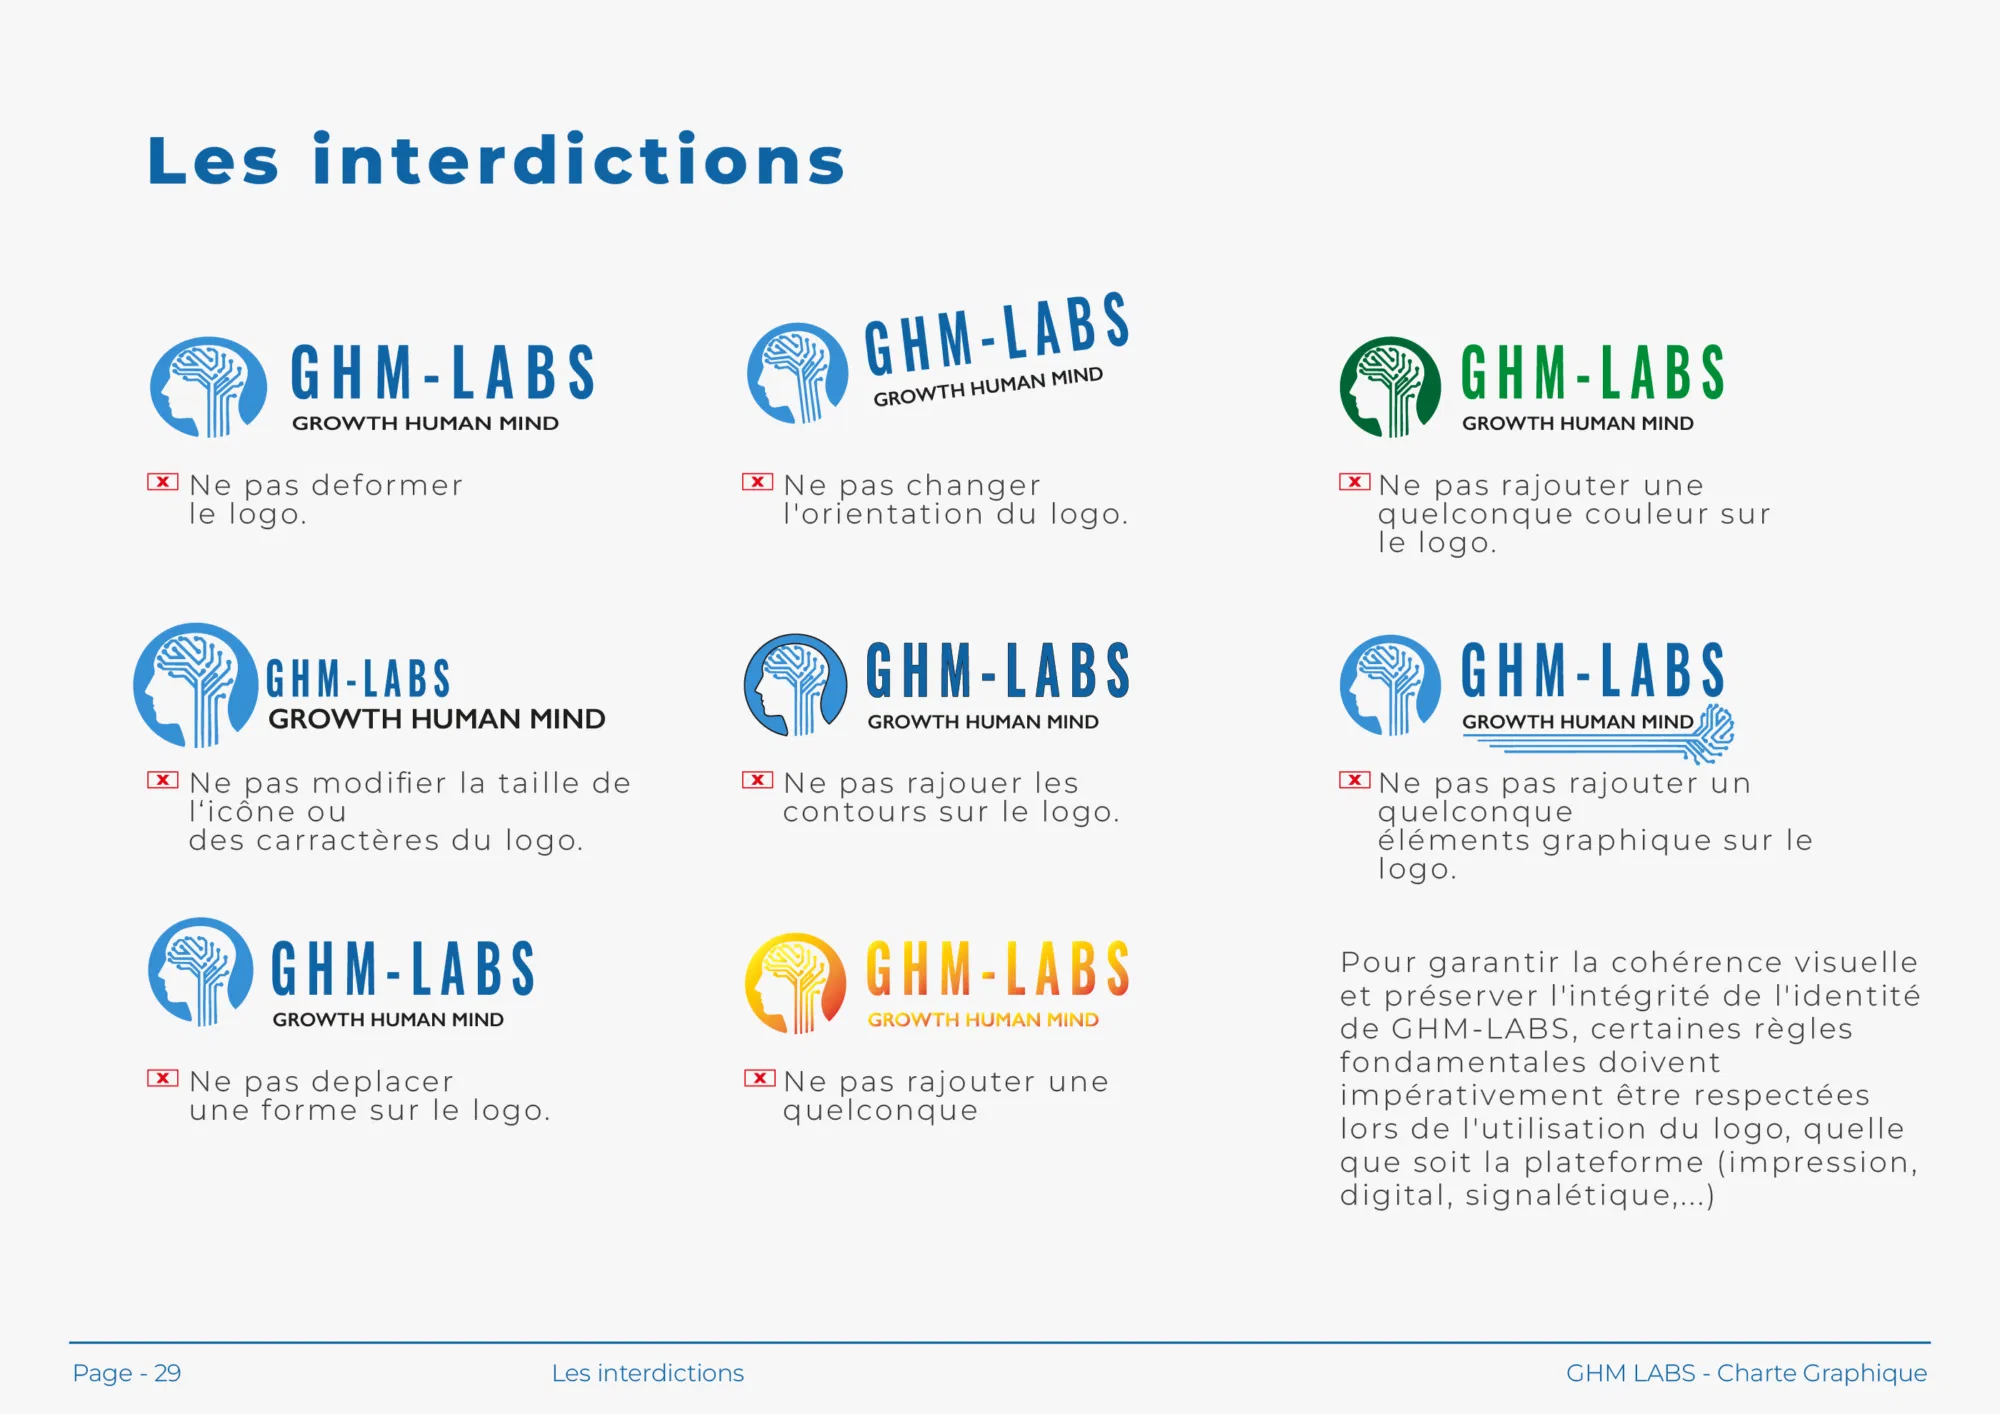 Les interdictions
GHM-LABS
GROWTH HUMAN MIND
x Ne pas deformer
le logo.
GHM-LABS
GROWTH HUMAN MIND
x Ne pas changer
l'orientation du logo.
GHM-LABS
GROWTH HUMAN MIND
x Ne pas rajouter une
quelconque couleur sur
le logo.
GHM-LABS
GROWTH HUMAN MIND
x Ne pas modifier la taille de
l‘icône ou
des carractères du logo.
GHM-LABS
GROWTH HUMAN MIND
x Ne pas rajouer les
contours sur le logo.
GHM-LABS
GROWTH HUMAN MIND
x Ne pas pas rajouter un
quelconque
éléments graphique sur le
logo.
GHM-LABS
GROWTH HUMAN MIND
x Ne pas deplacer
une forme sur le logo.
GHM-LABS
GROWTH HUMAN MIND
x Ne pas rajouter une
quelconque
Pour garantir la cohérence visuelle
et préserver l'intégrité de l'identité
de GHM-LABS, certaines règles
fondamentales doivent
impérativement être respectées
lors de l'utilisation du logo, quelle
que soit la plateforme (impression,
digital, signalétique,...)
Page - 29
Les interdictions
GHM LABS - Charte Graphique